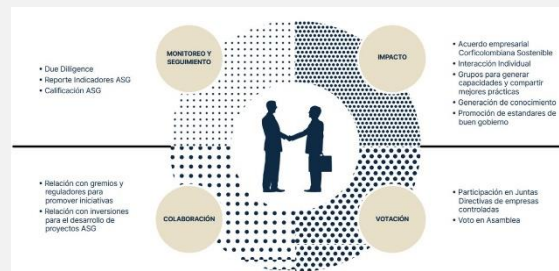 MONITOREO Y
SEGUIMIENTO
• Due Diligence
• Reporte Indicadores ASG
• Calificación ASG
IMPACTO
• Acuerdo empresarial
Corficolombiana Sostenible
• Interacción Individual
• Grupos para generar
capacidades y compartir
mejores prácticas
• Generación de conocimiento
• Promoción de estandares de
buen gobierno
• Relación con gremios y
reguladores para
promover iniciativas
• Relación con inversiones
para el desarrollo de
proyectos ASG
COLABORACIÓN
VOTACIÓN
• Participación en Juntas
Directivas de empresas
controladas
• Voto en Asamblea